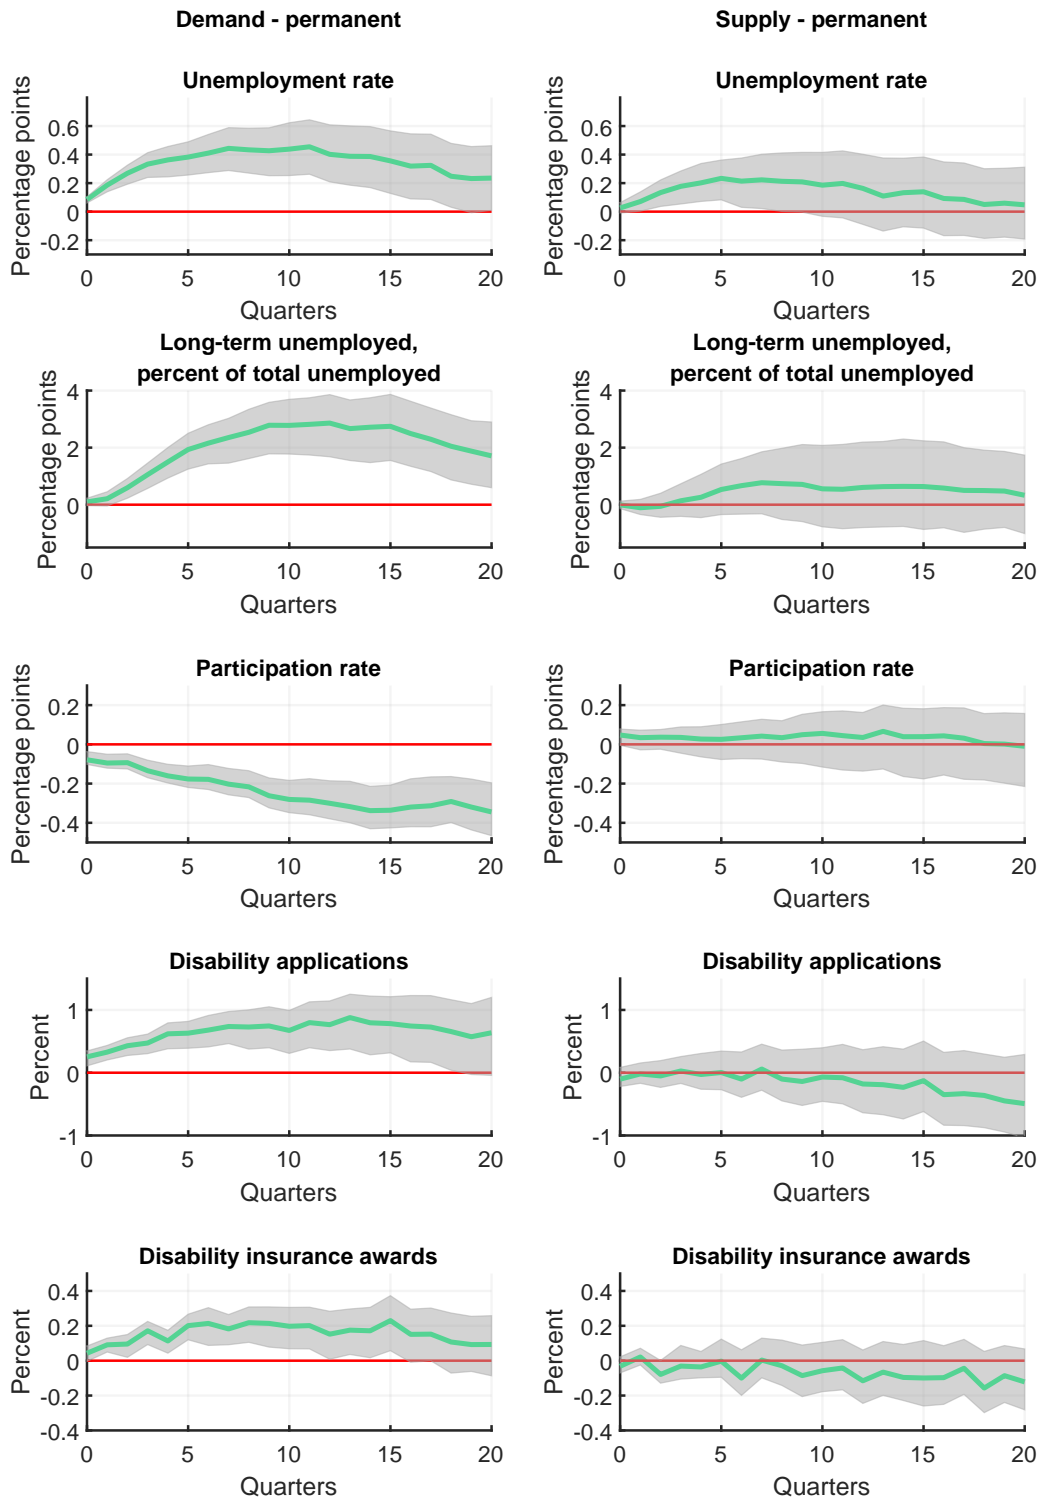 Demand - permanent
Supply - permanent
Unemployment rate
Percentage points
0.6
0.4
0.2
0
-0.2
0 5 10 15 20
Quarters
Unemployment rate
Percentage points
0.6
0.4
0.2
0
-0.2
0 5 10 15 20
Quarters
Long-term unemployed,
percent of total unemployed
Percentage points
4
2
0
0 5 10 15 20
Quarters
Long-term unemployed,
percent of total unemployed
Percentage points
4
2
0
0 5 10 15 20
Quarters
Participation rate
Percentage points
0.2
0
-0.2
-0.4
0 5 10 15 20
Quarters
Participation rate
Percentage points
0.2
0
-0.2
-0.4
0 5 10 15 20
Quarters
Disability applications
Percent
1
0
-1
0 5 10 15 20
Quarters
Disability applications
Percent
1
0
-1
0 5 10 15 20
Quarters
Disability insurance awards
Percent
0.4
0.2
0
-0.2
-0.4
0 5 10 15 20
Quarters
Disability insurance awards
Percent
0.4
0.2
0
-0.2
-0.4
0 5 10 15 20
Quarters